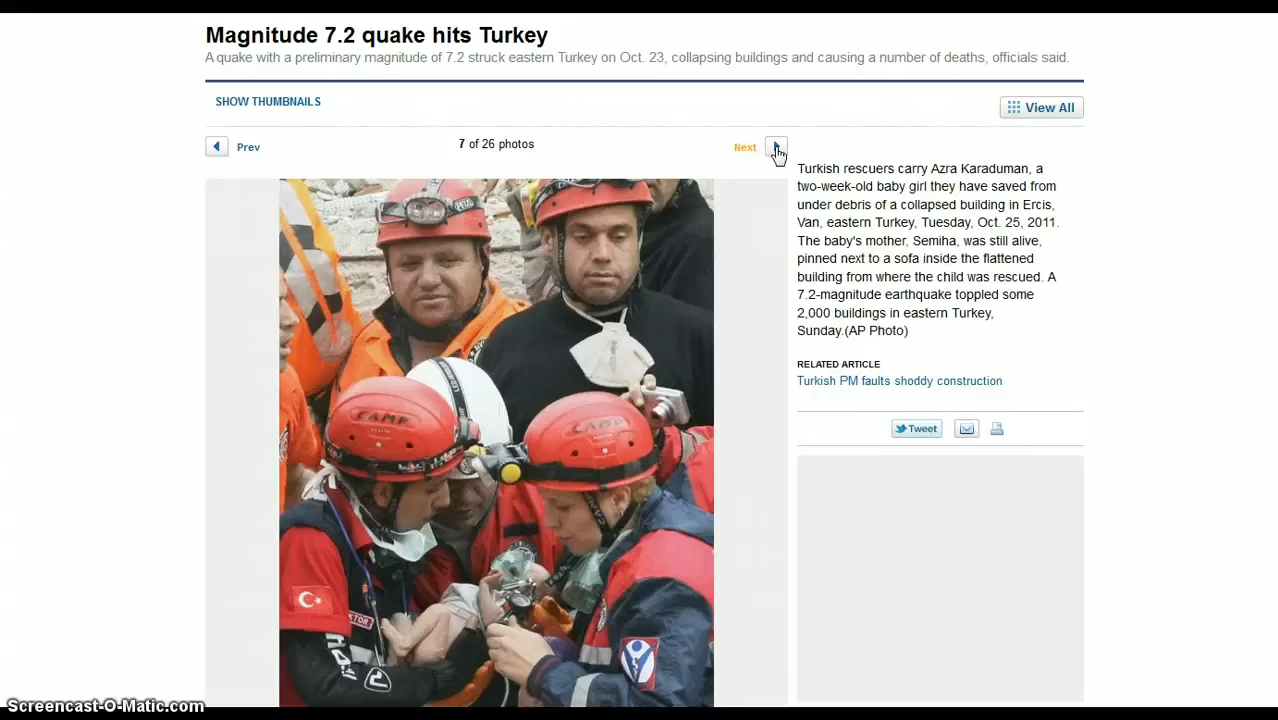 Magnitude 7.2 quake hits Turkey
A quake with a preliminary magnitude of 7.2 struck eastern Turkey on Oct. 23, collapsing buildings and causing a number of deaths, officials said.
SHOW THUMBNAILS
View All
Prev
7 of 26 photos
Next
Turkish rescuers carry Azra Karaduman, a
two-week-old baby girl they have saved from
under debris of a collapsed building in Ercis,
Van, eastern Turkey, Tuesday, Oct. 25, 2011.
The baby's mother, Semiha, was still alive,
pinned next to a sofa inside the flattened
building from where the child was rescued. A
7.2-magnitude earthquake toppled some
2,000 buildings in eastern Turkey,
Sunday.(AP Photo)
RELATED ARTICLE
Turkish PM faults shoddy construction
Tweet
PETZL
CAMP
CAMP
Screencast-O-Matic.com